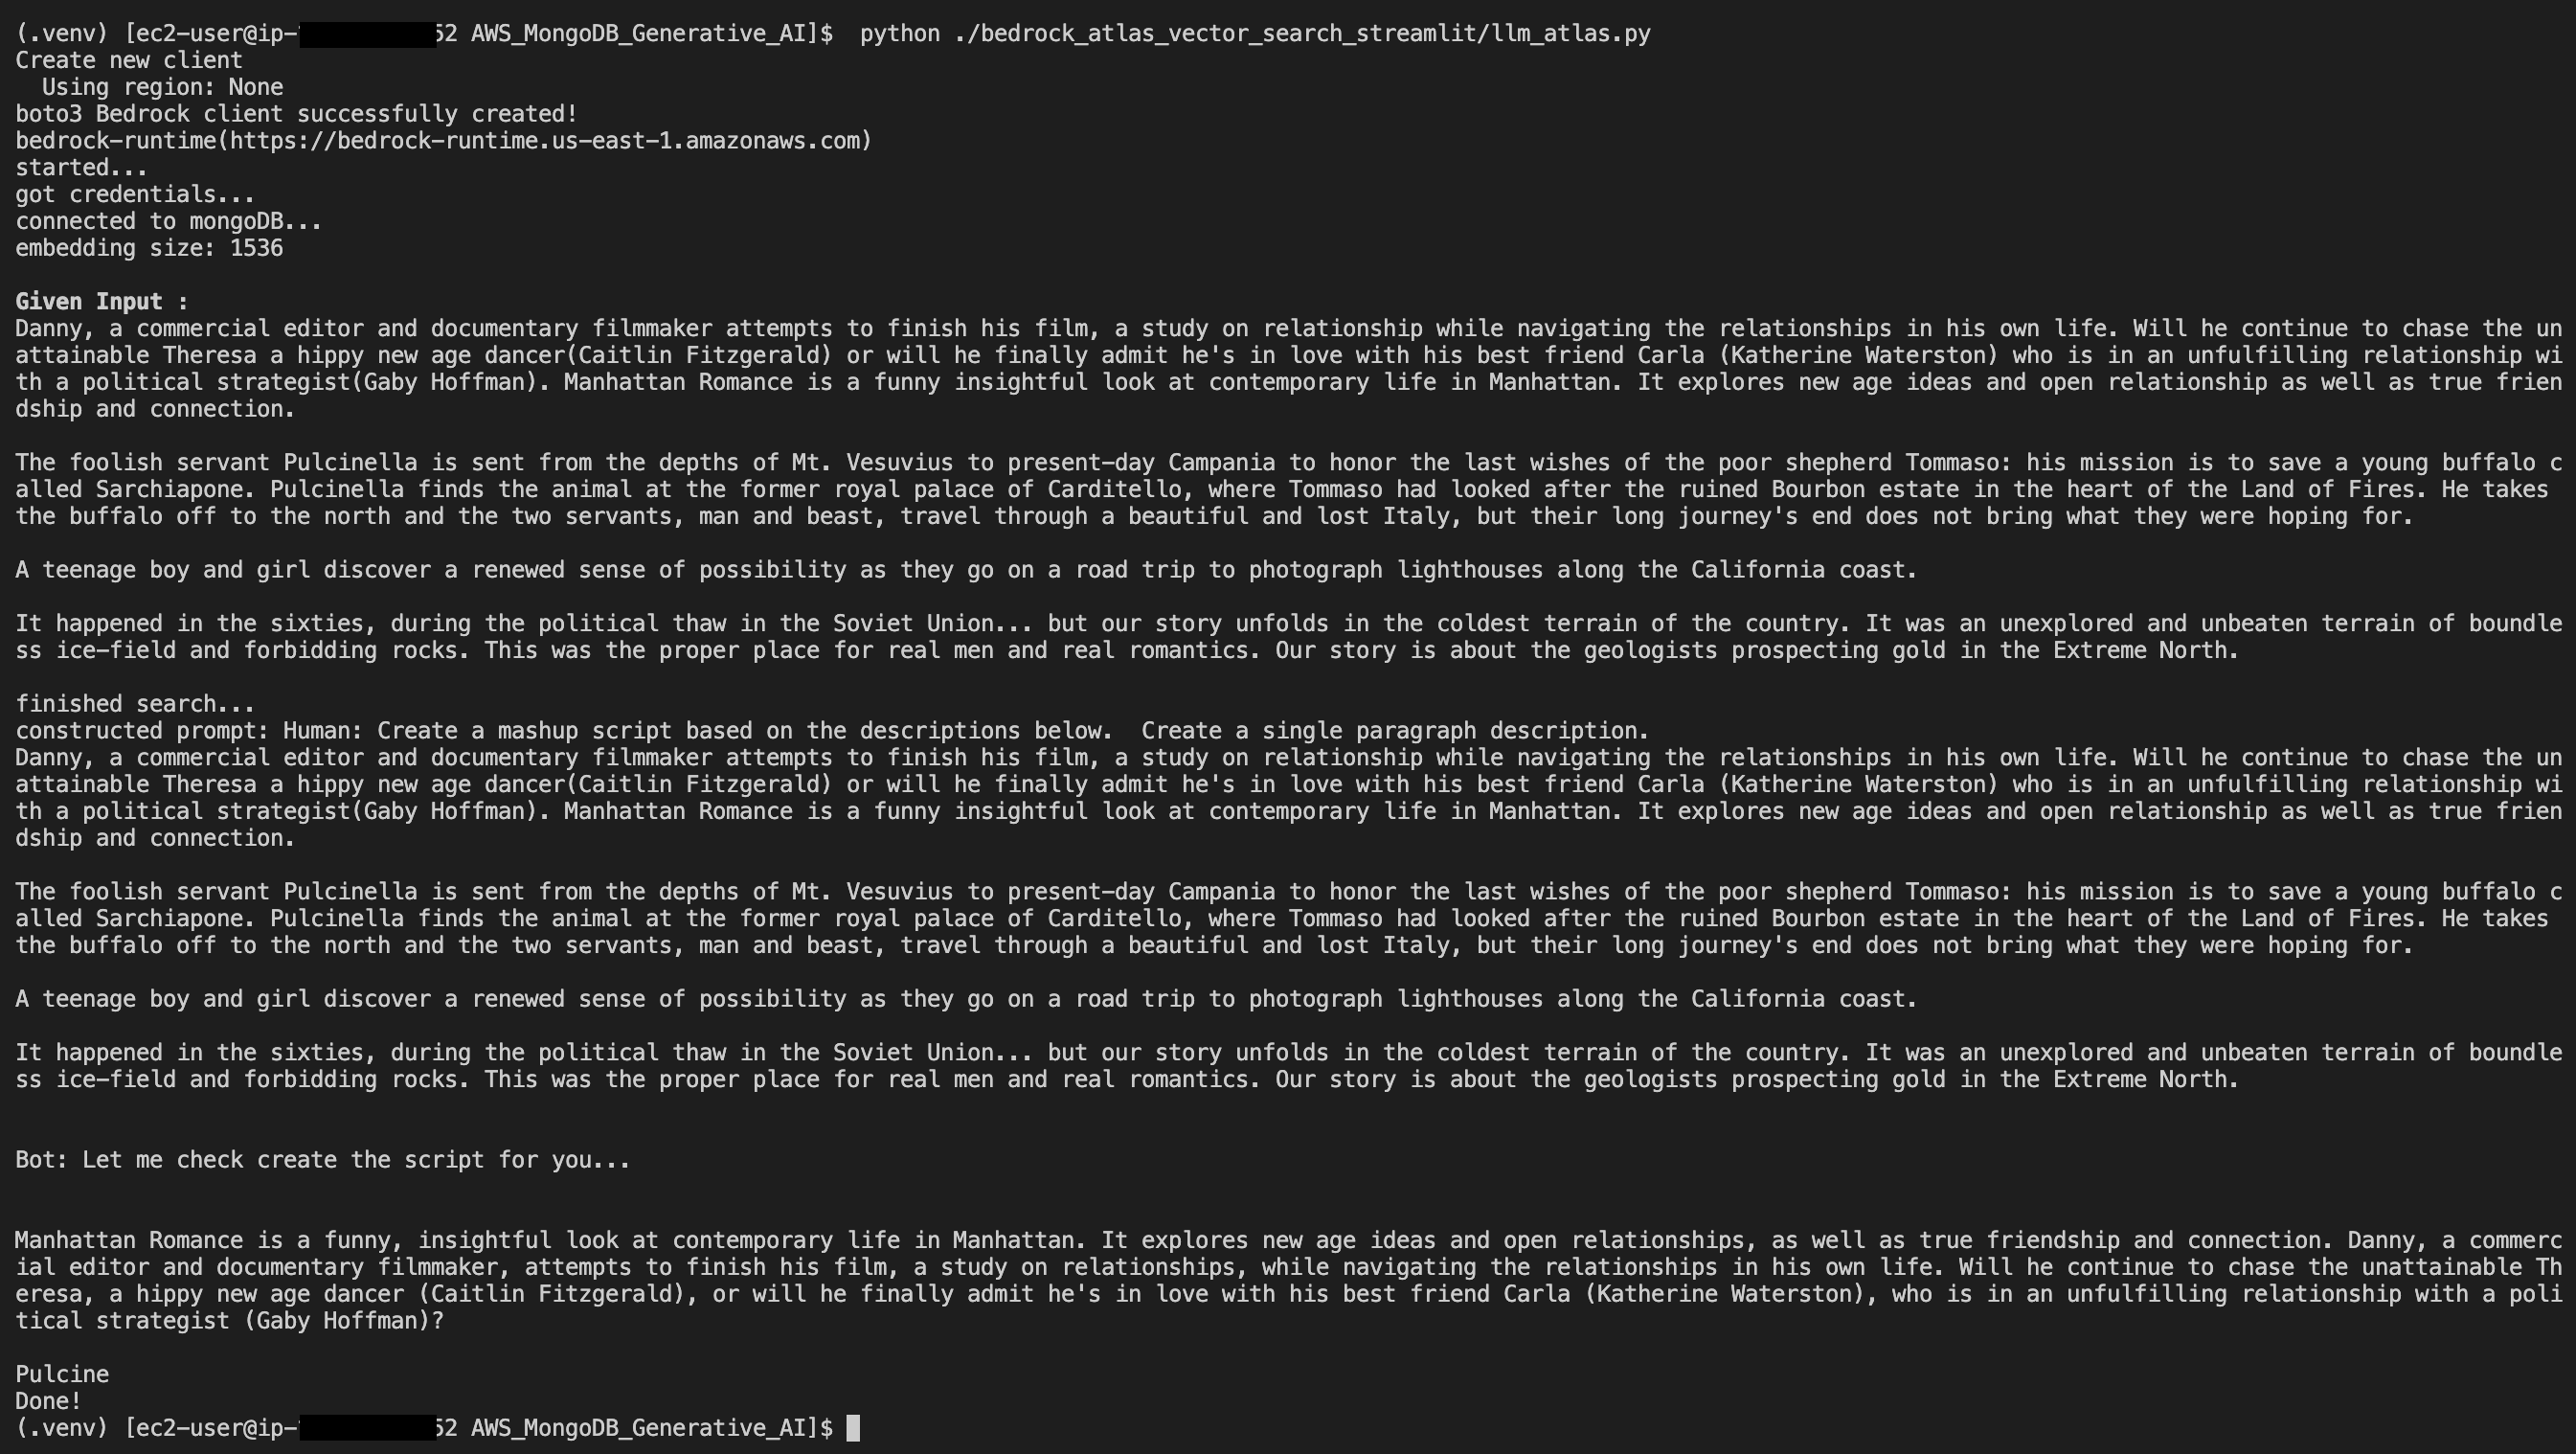 (.venv) [ec2-user@ip- 52 AWS_MongoDB_Generative_AI]$  python ./bedrock_atlas_vector_search_streamlit/llm_atlas.py
Create new client
  Using region: None
boto3 Bedrock client successfully created!
bedrock-runtime(https://bedrock-runtime.us-east-1.amazonaws.com)
started...
got credentials...
connected to mongoDB...
embedding size: 1536
Given Input :
Danny, a commercial editor and documentary filmmaker attempts to finish his film, a study on relationship while navigating the relationships in his own life. Will he continue to chase the un
attainable Theresa a hippy new age dancer(Caitlin Fitzgerald) or will he finally admit he's in love with his best friend Carla (Katherine Waterston) who is in an unfulfilling relationship wi
th a political strategist(Gaby Hoffman). Manhattan Romance is a funny insightful look at contemporary life in Manhattan. It explores new age ideas and open relationship as well as true frien
dship and connection.
The foolish servant Pulcinella is sent from the depths of Mt. Vesuvius to present-day Campania to honor the last wishes of the poor shepherd Tommaso: his mission is to save a young buffalo c
alled Sarchiapone. Pulcinella finds the animal at the former royal palace of Carditello, where Tommaso had looked after the ruined Bourbon estate in the heart of the Land of Fires. He takes
the buffalo off to the north and the two servants, man and beast, travel through a beautiful and lost Italy, but their long journey's end does not bring what they were hoping for.
A teenage boy and girl discover a renewed sense of possibility as they go on a road trip to photograph lighthouses along the California coast.
It happened in the sixties, during the political thaw in the Soviet Union... but our story unfolds in the coldest terrain of the country. It was an unexplored and unbeaten terrain of boundle
ss ice-field and forbidding rocks. This was the proper place for real men and real romantics. Our story is about the geologists prospecting gold in the Extreme North.
finished search...
constructed prompt: Human: Create a mashup script based on the descriptions below.  Create a single paragraph description.
Danny, a commercial editor and documentary filmmaker attempts to finish his film, a study on relationship while navigating the relationships in his own life. Will he continue to chase the un
attainable Theresa a hippy new age dancer(Caitlin Fitzgerald) or will he finally admit he's in love with his best friend Carla (Katherine Waterston) who is in an unfulfilling relationship wi
th a political strategist(Gaby Hoffman). Manhattan Romance is a funny insightful look at contemporary life in Manhattan. It explores new age ideas and open relationship as well as true frien
dship and connection.
The foolish servant Pulcinella is sent from the depths of Mt. Vesuvius to present-day Campania to honor the last wishes of the poor shepherd Tommaso: his mission is to save a young buffalo c
alled Sarchiapone. Pulcinella finds the animal at the former royal palace of Carditello, where Tommaso had looked after the ruined Bourbon estate in the heart of the Land of Fires. He takes
the buffalo off to the north and the two servants, man and beast, travel through a beautiful and lost Italy, but their long journey's end does not bring what they were hoping for.
A teenage boy and girl discover a renewed sense of possibility as they go on a road trip to photograph lighthouses along the California coast.
It happened in the sixties, during the political thaw in the Soviet Union... but our story unfolds in the coldest terrain of the country. It was an unexplored and unbeaten terrain of boundle
ss ice-field and forbidding rocks. This was the proper place for real men and real romantics. Our story is about the geologists prospecting gold in the Extreme North.
Bot: Let me check create the script for you...
Manhattan Romance is a funny, insightful look at contemporary life in Manhattan. It explores new age ideas and open relationships, as well as true friendship and connection. Danny, a commerc
ial editor and documentary filmmaker, attempts to finish his film, a study on relationships, while navigating the relationships in his own life. Will he continue to chase the unattainable Th
eresa, a hippy new age dancer (Caitlin Fitzgerald), or will he finally admit he's in love with his best friend Carla (Katherine Waterston), who is in an unfulfilling relationship with a poli
tical strategist (Gaby Hoffman)?
Pulcine
Done!
(.venv) [ec2-user@ip- 52 AWS_MongoDB_Generative_AI]$